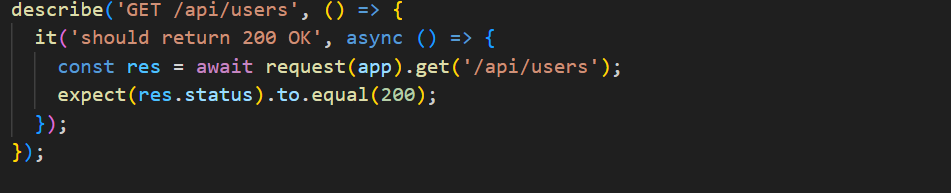 describe('GET /api/users', () => {
  it('should return 200 OK', async () => {
    const res = await request(app).get('/api/users');
    expect(res.status).to.equal(200);
  });
});